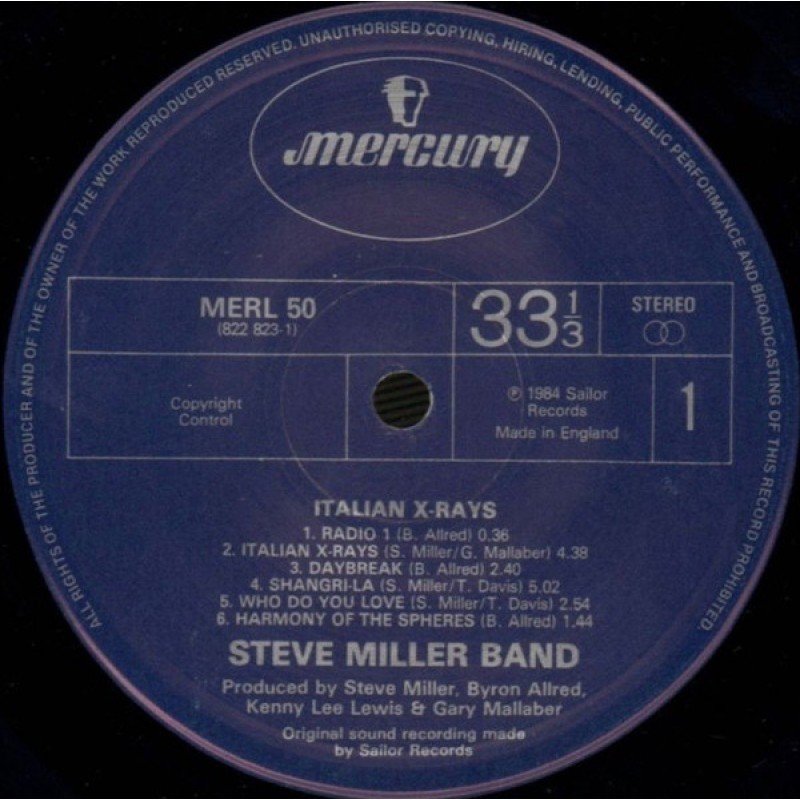 ALL RIGHTS OF THE PRODUCER AND OF THE OWNER OF THE WORK REPRODUCED RESERVED. UNAUTHORISED COPYING, HIRING, LENDING, PUBLIC PERFORMANCE AND BROADCASTING OF THIS RECORD PROHIBITED.
mercury
MERL 50
(822 823-1)
33 1/3
STEREO
Copyright
Control
℗ 1984 Sailor
Records
Made in England
1
ITALIAN X-RAYS
1. RADIO 1 (B. Allred) 0.36
2. ITALIAN X-RAYS (S. Miller/G. Mallaber) 4.38
3. DAYBREAK (B. Allred) 2.40
4. SHANGRI-LA (S. Miller/T. Davis) 5.02
5. WHO DO YOU LOVE (S. Miller/T. Davis) 2.54
6. HARMONY OF THE SPHERES (B. Allred) 1.44
STEVE MILLER BAND
Produced by Steve Miller, Byron Allred,
Kenny Lee Lewis & Gary Mallaber
Original sound recording made
by Sailor Records